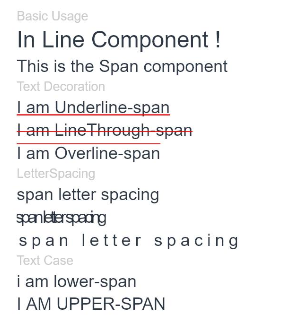 Basic Usage
In Line Component !
This is the Span component
Text Decoration
I am Underline-span
I am LineThrough-span
I am Overline-span
LetterSpacing
span letter spacing
span letter spacing
span letter spacing
Text Case
i am lower-span
I AM UPPER-SPAN